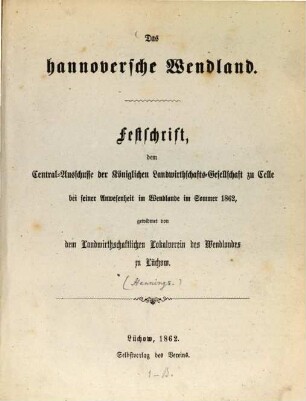 Das
hannoversche Wendland.
Festschrift,
dem
Central-Ausschusse der Königlichen Landwirthschafts-Gesellschaft zu Celle
bei seiner Anwesenheit im Wendlande im Sommer 1862,
gewidmet von
dem Landwirthschaftlichen Lokalverein des Wendlandes
zu Lüchow.
(Hennings.)
Lüchow, 1862.
Selbstverlag des Vereins.